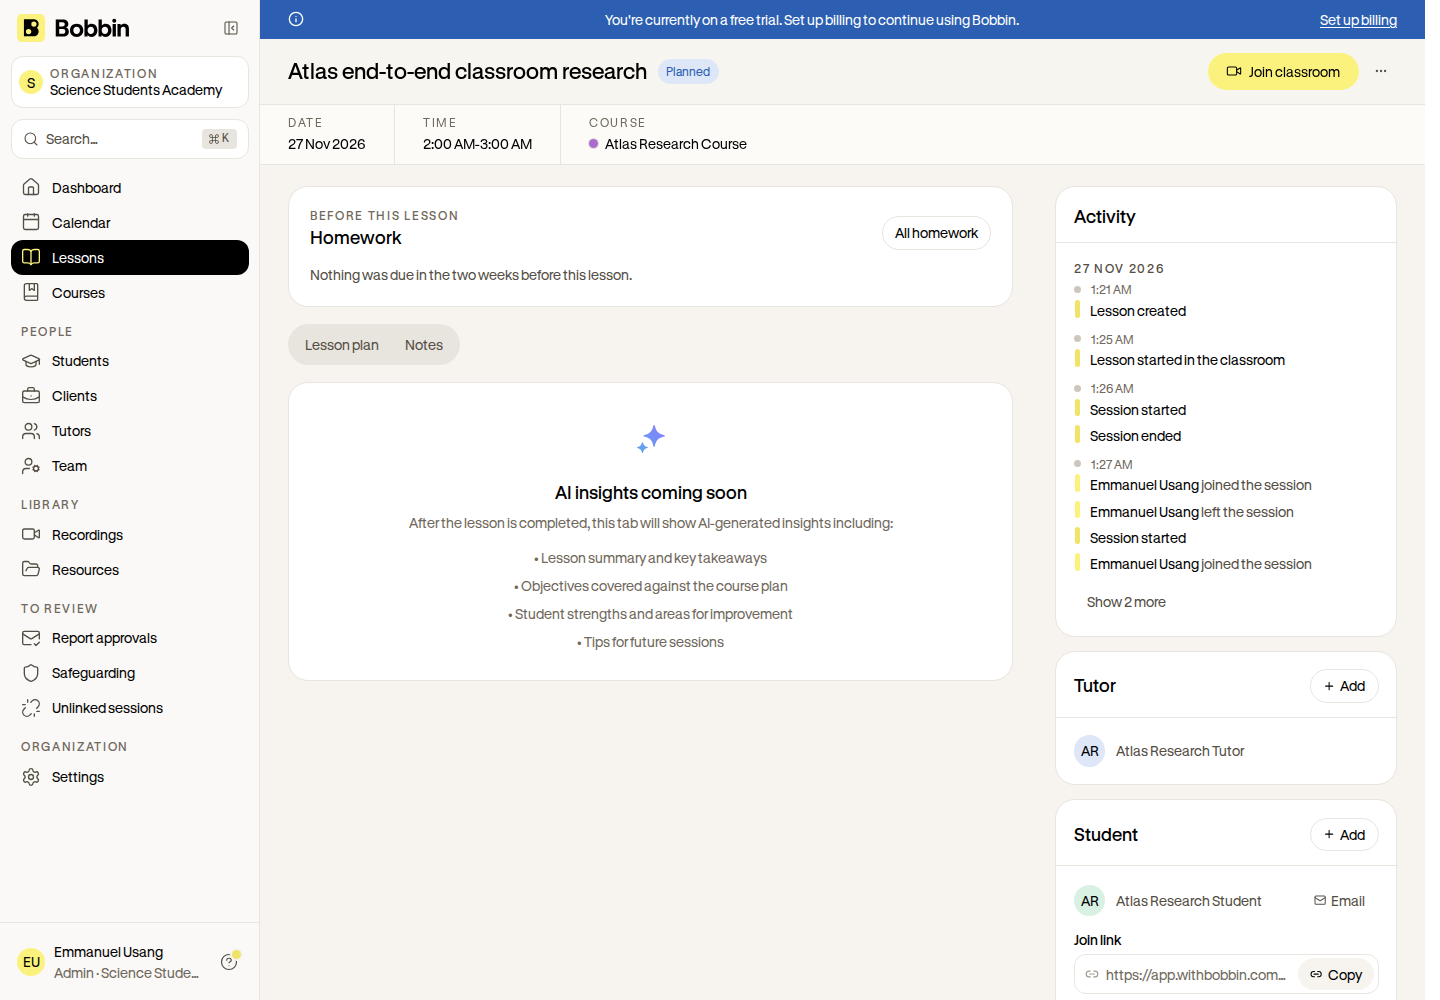 Bobbin
ORGANIZATION
S
Science Students Academy
Search...
⌘ K
Dashboard
Calendar
Lessons
Courses
PEOPLE
Students
Clients
Tutors
Team
LIBRARY
Recordings
Resources
TO REVIEW
Report approvals
Safeguarding
Unlinked sessions
ORGANIZATION
Settings
EU
Emmanuel Usang
Admin · Science Stude...
You're currently on a free trial. Set up billing to continue using Bobbin.
Set up billing
Atlas end-to-end classroom research
Planned
Join classroom
DATE
27 Nov 2026
TIME
2:00 AM-3:00 AM
COURSE
Atlas Research Course
BEFORE THIS LESSON
Homework
All homework
Nothing was due in the two weeks before this lesson.
Lesson plan
Notes
AI insights coming soon
After the lesson is completed, this tab will show AI-generated insights including:
• Lesson summary and key takeaways
• Objectives covered against the course plan
• Student strengths and areas for improvement
• Tips for future sessions
Activity
27 NOV 2026
1:21 AM
Lesson created
1:25 AM
Lesson started in the classroom
1:26 AM
Session started
Session ended
1:27 AM
Emmanuel Usang joined the session
Emmanuel Usang left the session
Session started
Emmanuel Usang joined the session
Show 2 more
Tutor
+ Add
AR
Atlas Research Tutor
Student
+ Add
AR
Atlas Research Student
Email
Join link
https://app.withbobbin.com...
Copy